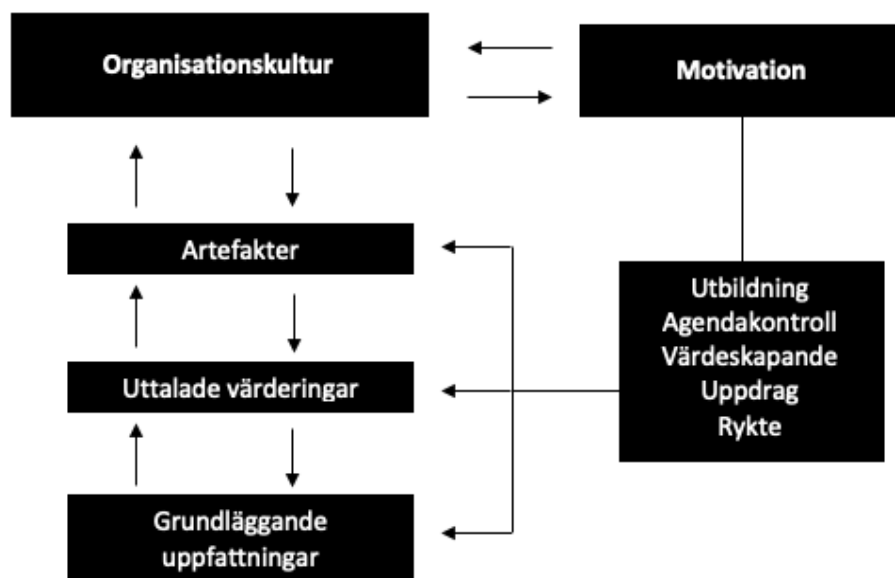 Organisationskultur
Motivation
Artefakter
Uttalade värderingar
Grundläggande
uppfattningar
Utbildning
Agendakontroll
Värdeskapande
Uppdrag
Rykte